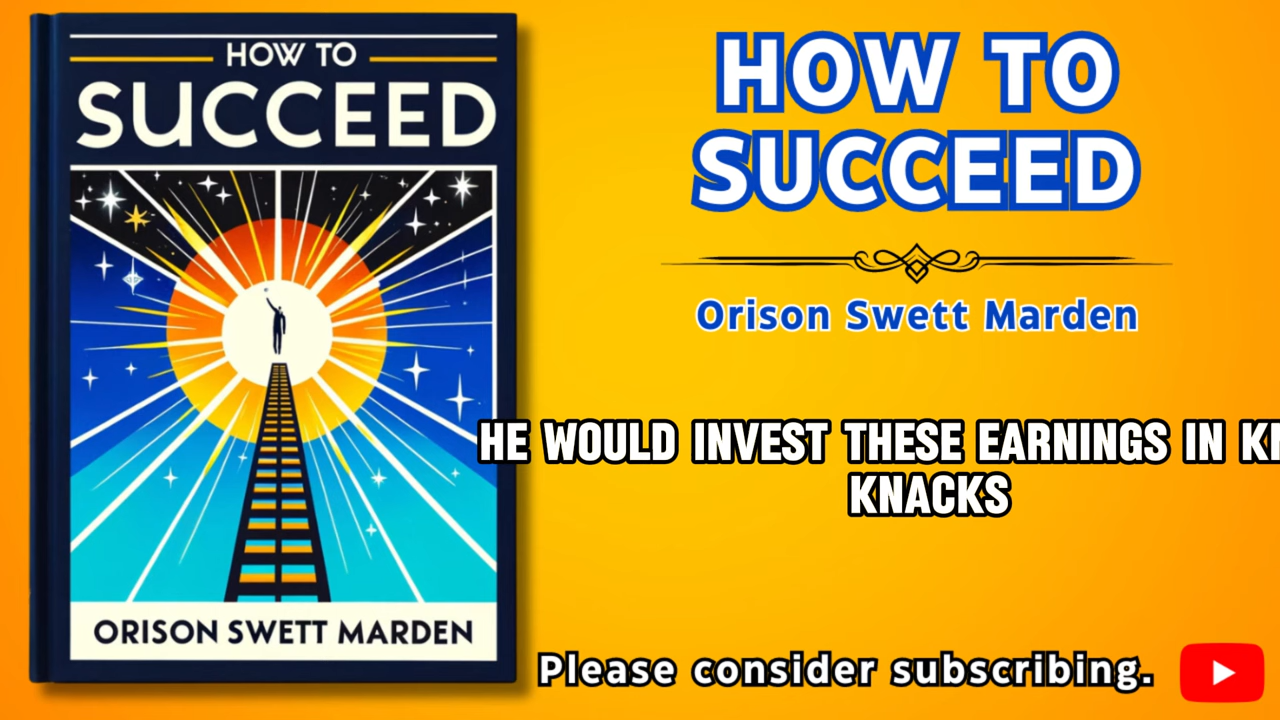 HOW TO
SUCCEED
ORISON SWETT MARDEN
HOW TO
SUCCEED
Orison Swett Marden
HE WOULD INVEST THESE EARNINGS IN
KNACKS
Please consider subscribing.